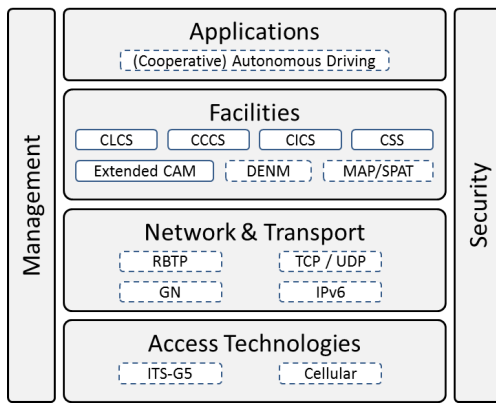 Management
Applications
(Cooperative) Autonomous Driving
Facilities
CLCS CCCS CICS CSS
Extended CAM DENM MAP/SPAT
Network & Transport
RBTP TCP / UDP
GN IPv6
Access Technologies
ITS-G5 Cellular
Security